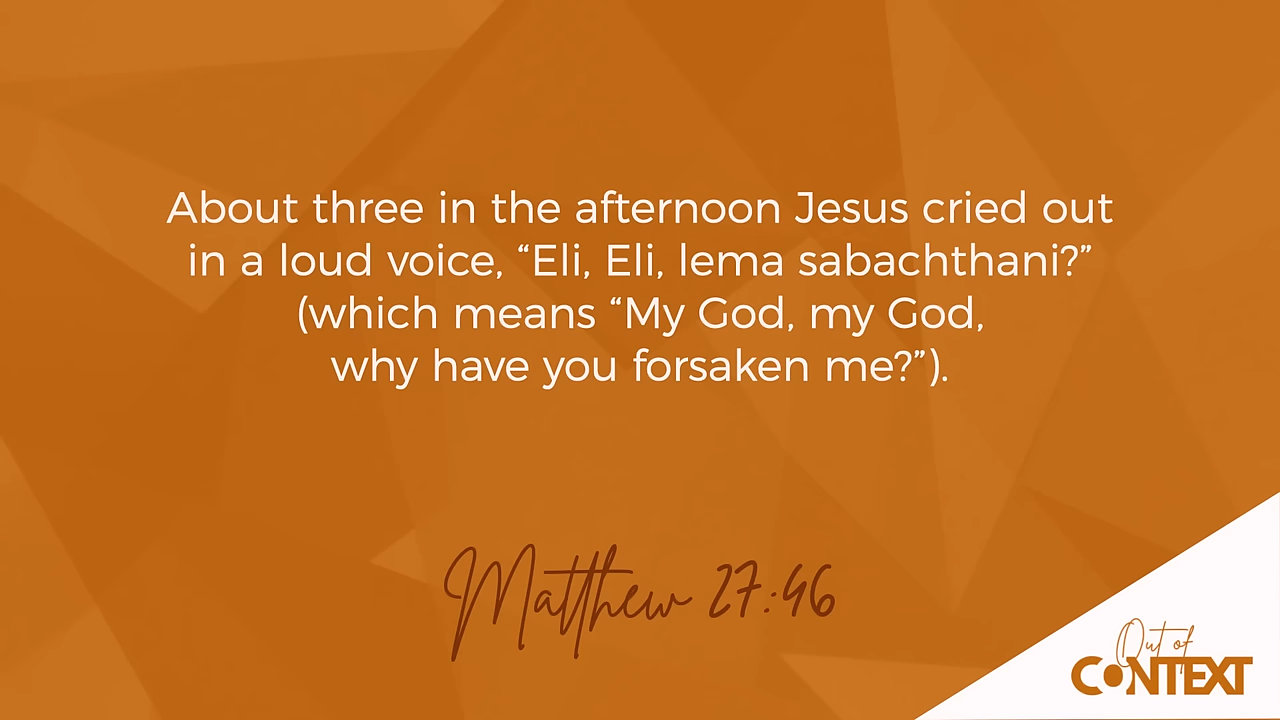 About three in the afternoon Jesus cried out
in a loud voice, “Eli, Eli, lema sabachthani?”
(which means “My God, my God,
why have you forsaken me?”).
Matthew 27:46
Out of
CONTEXT